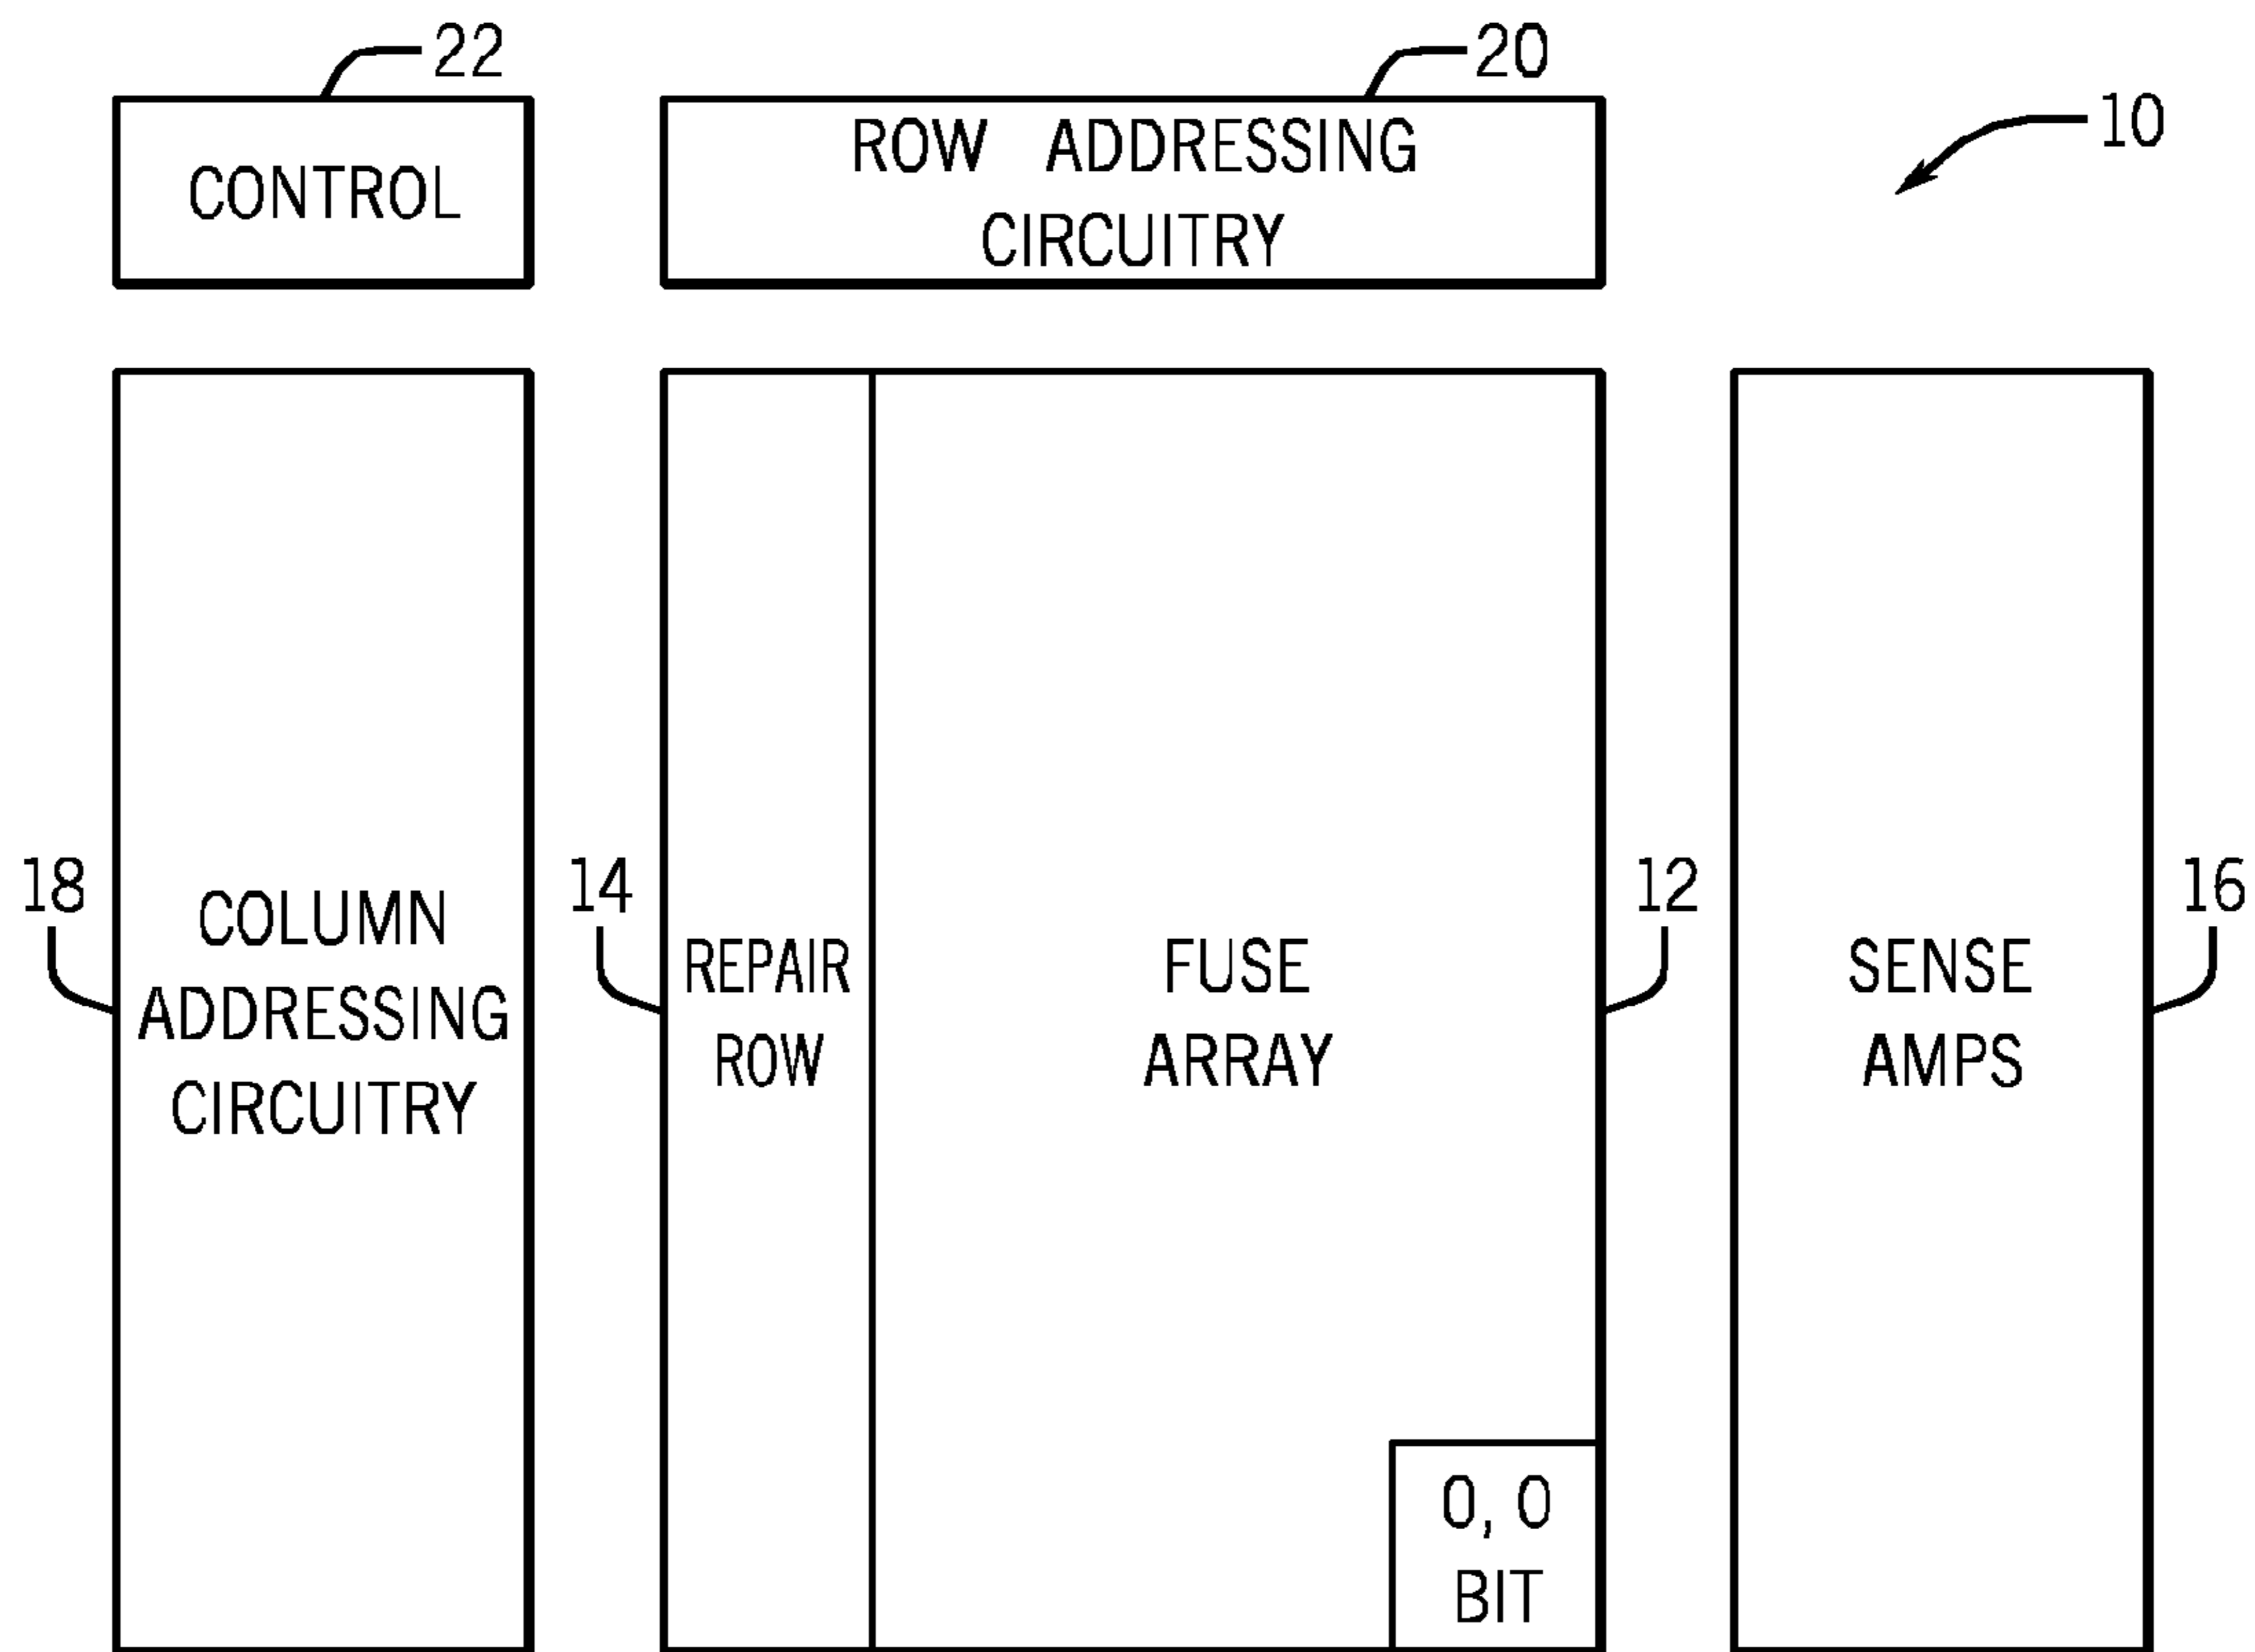 22
20
10
CONTROL
ROW ADDRESSING
CIRCUITRY
18
COLUMN
ADDRESSING
CIRCUITRY
14
REPAIR
ROW
FUSE
ARRAY
12
SENSE
AMPS
16
0, 0
BIT